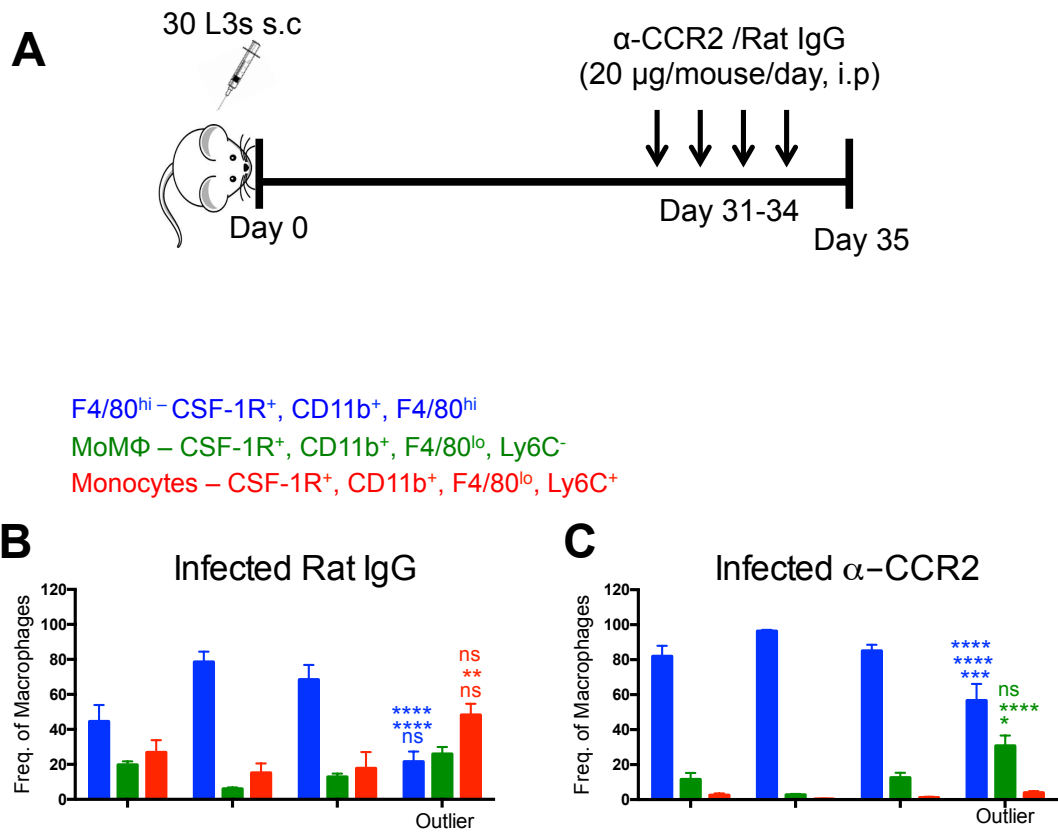 A
30 L3s s.c
α-CCR2 /Rat IgG
(20 µg/mouse/day, i.p)
Day 0
Day 31-34
Day 35
F4/80hi – CSF-1R+, CD11b+, F4/80hi
MoMΦ – CSF-1R+, CD11b+, F4/80lo, Ly6C-
Monocytes – CSF-1R+, CD11b+, F4/80lo, Ly6C+
B
Infected Rat IgG
Freq. of Macrophages
120
100
80
60
40
20
0
****
****
ns
ns
**
ns
Outlier
C
Infected α–CCR2
Freq. of Macrophages
120
100
80
60
40
20
0
****
****
***
ns
****
*
Outlier